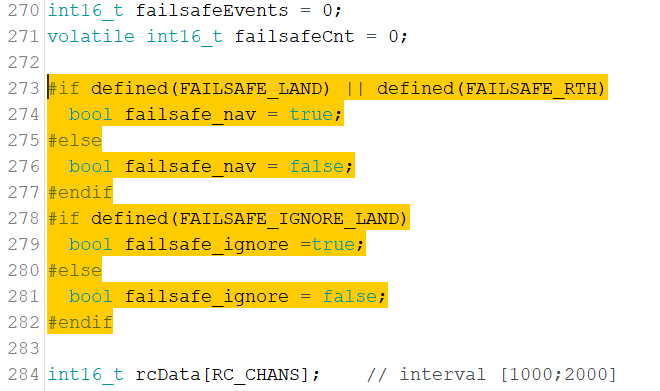 270 int16_t failsafeEvents = 0;
271 volatile int16_t failsafeCnt = 0;
272
273 #if defined(FAILSAFE_LAND) || defined(FAILSAFE_RTH)
274   bool failsafe_nav = true;
275 #else
276   bool failsafe_nav = false;
277 #endif
278 #if defined(FAILSAFE_IGNORE_LAND)
279   bool failsafe_ignore =true;
280 #else
281   bool failsafe_ignore = false;
282 #endif
283
284 int16_t rcData[RC_CHANS];    // interval [1000;2000]